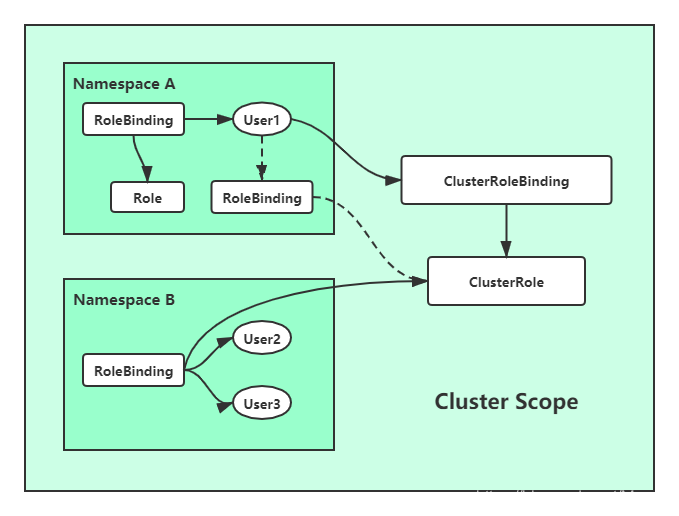 Namespace A
RoleBinding
User1
Role
RoleBinding
ClusterRoleBinding
ClusterRole
Namespace B
User2
RoleBinding
User3
Cluster Scope